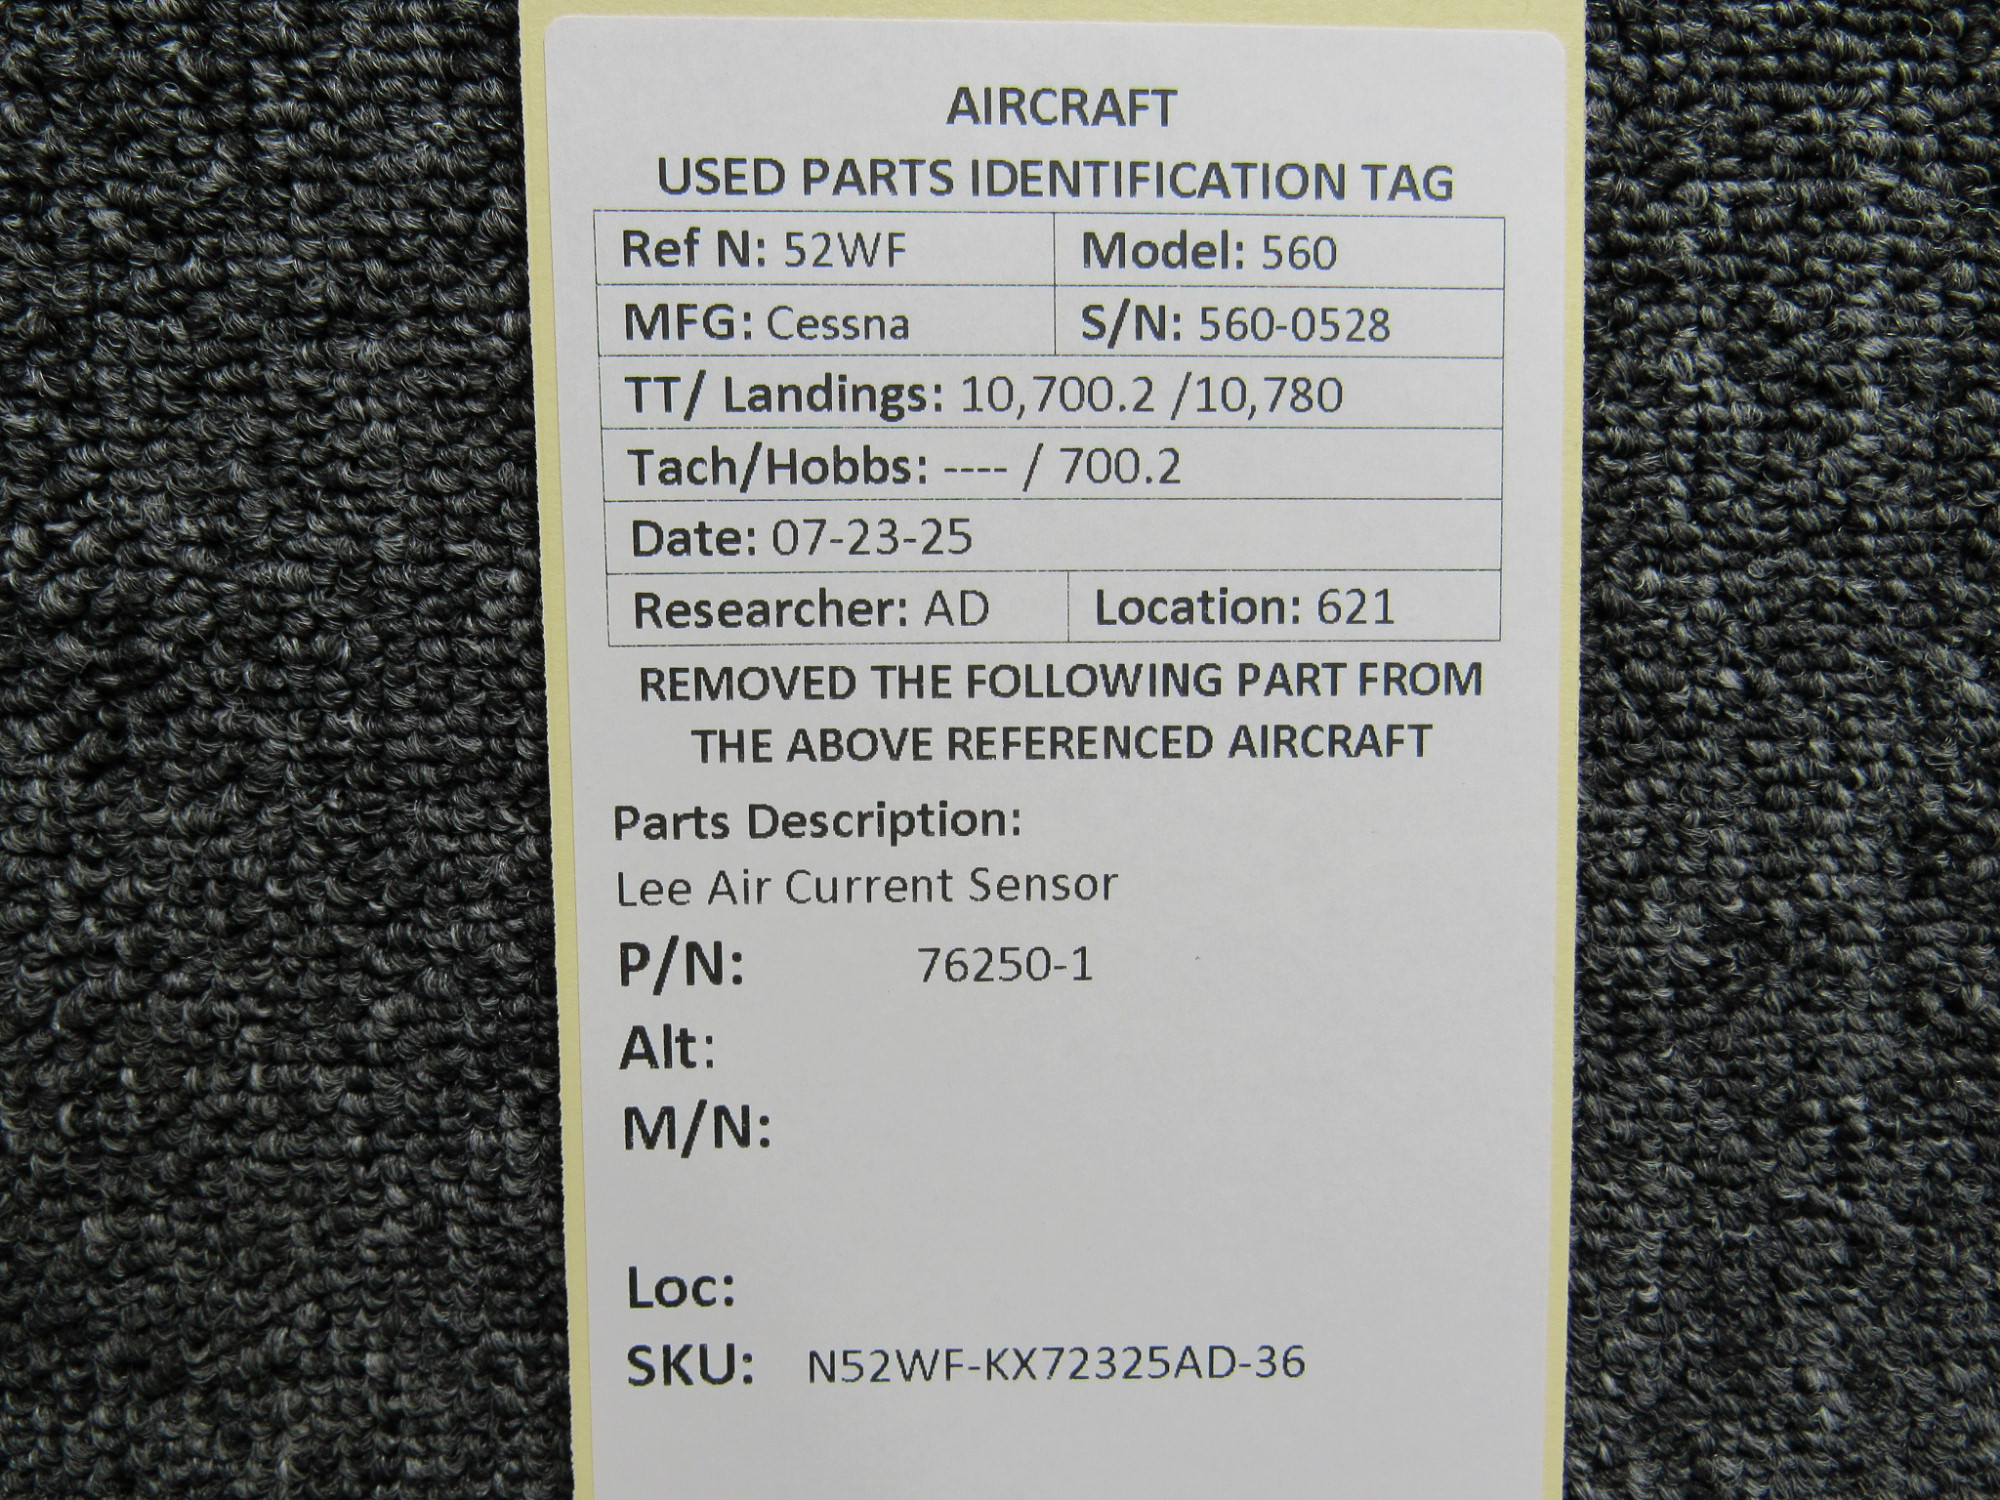 AIRCRAFT
USED PARTS IDENTIFICATION TAG
Ref N: 52WF Model: 560
MFG: Cessna S/N: 560-0528
TT/ Landings: 10,700.2 /10,780
Tach/Hobbs: ---- / 700.2
Date: 07-23-25
Researcher: AD Location: 621
REMOVED THE FOLLOWING PART FROM
THE ABOVE REFERENCED AIRCRAFT
Parts Description:
Lee Air Current Sensor
P/N: 76250-1
Alt:
M/N:
Loc:
SKU: N52WF-KX72325AD-36